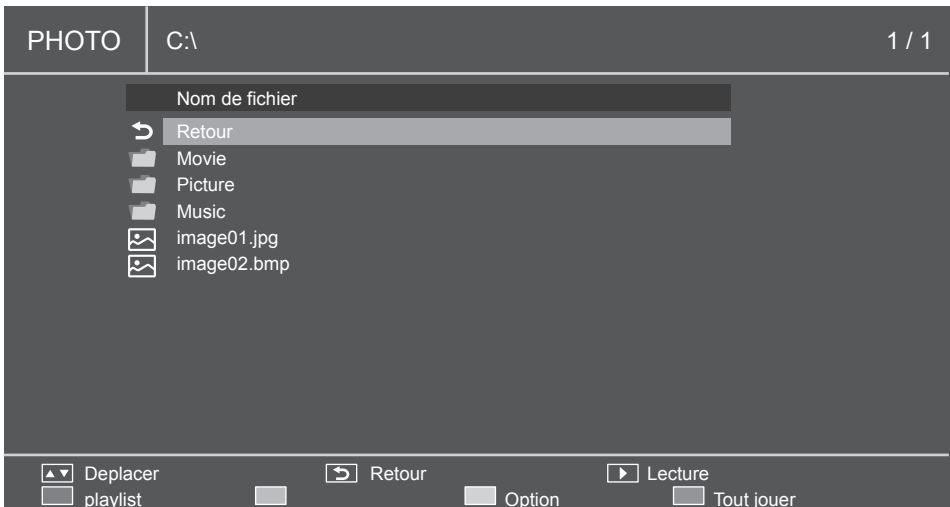 PHOTO C:\ 1 / 1
Nom de fichier
Retour
Movie
Picture
Music
image01.jpg
image02.bmp
Deplacer Retour Lecture
playlist Option Tout jouer